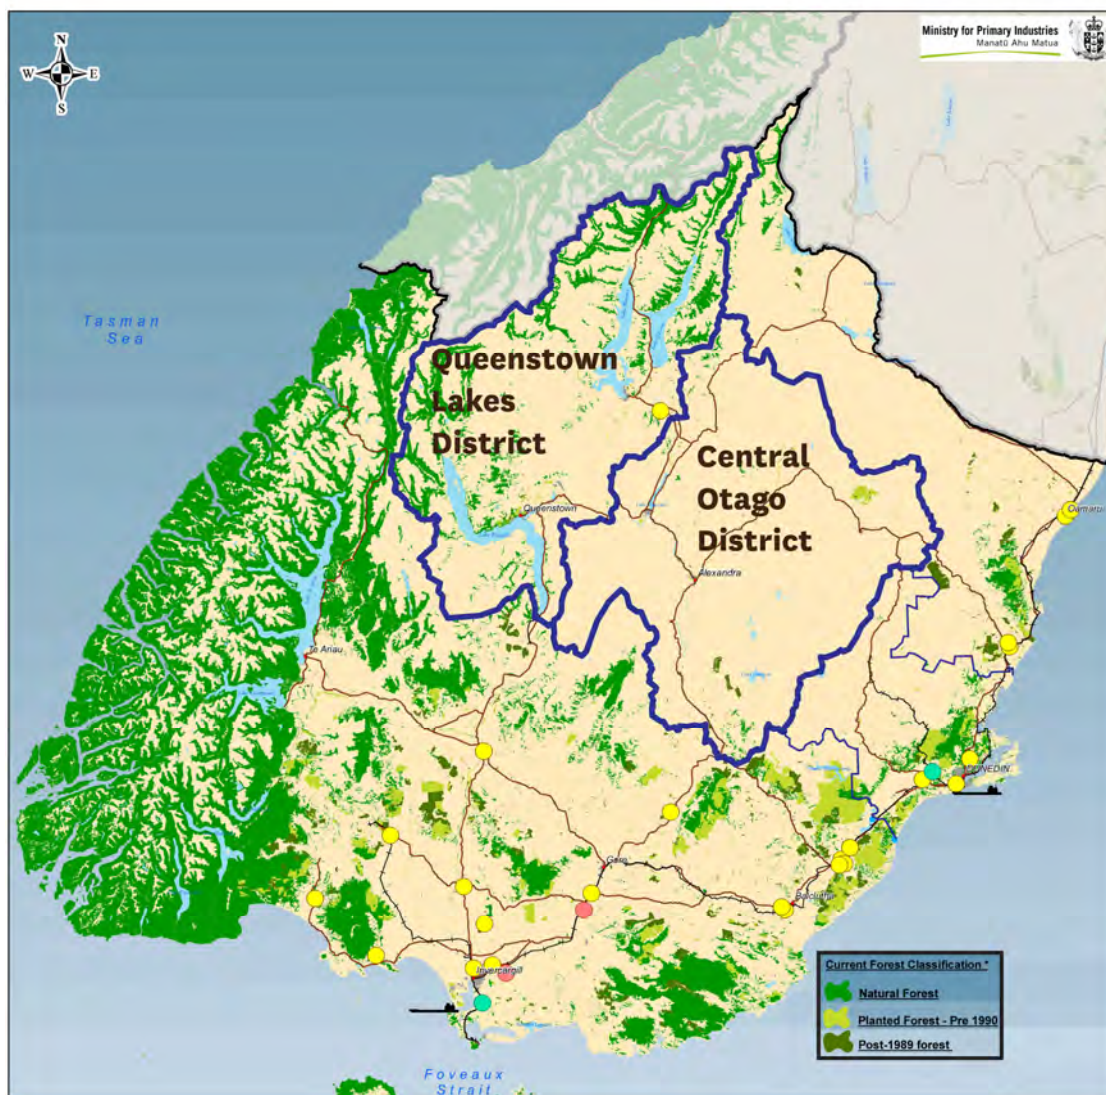 Ministry for Primary Industries
Manatū Ahu Matua
N
W
E
S
Tasman
Sea
Queenstown
Lakes
District
Central
Otago
District
Queenstown
Alexandra
Oamaru
Te Anau
DUNEDIN
Gore
Balclutha
Invercargill
Current Forest Classification *
Natural Forest
Planted Forest - Pre 1990
Post-1989 forest
Foveaux
Strait